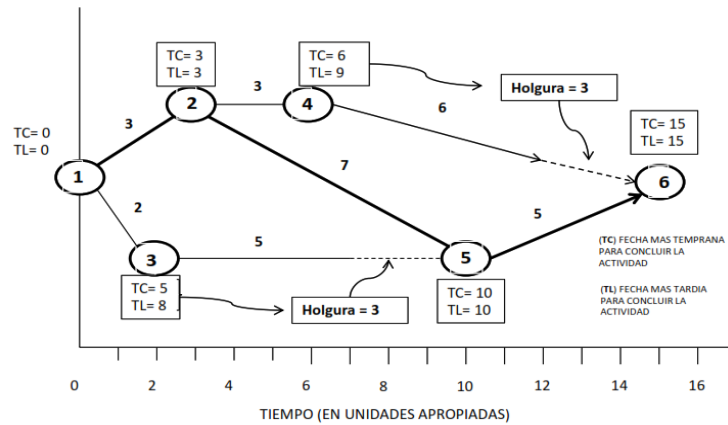 TC= 3
TL= 3
TC= 6
TL= 9
Holgura = 3
TC= 15
TL= 15
TC= 0
TL= 0
3
6
3
2
4
7
1
6
2
5
5
3
5
(TC) FECHA MAS TEMPRANA
PARA CONCLUIR LA
ACTIVIDAD
TC= 5
TL= 8
Holgura = 3
TC= 10
TL= 10
(TL) FECHA MAS TARDIA
PARA CONCLUIR LA
ACTIVIDAD
0 2 4 6 8 10 12 14 16
TIEMPO (EN UNIDADES APROPIADAS)